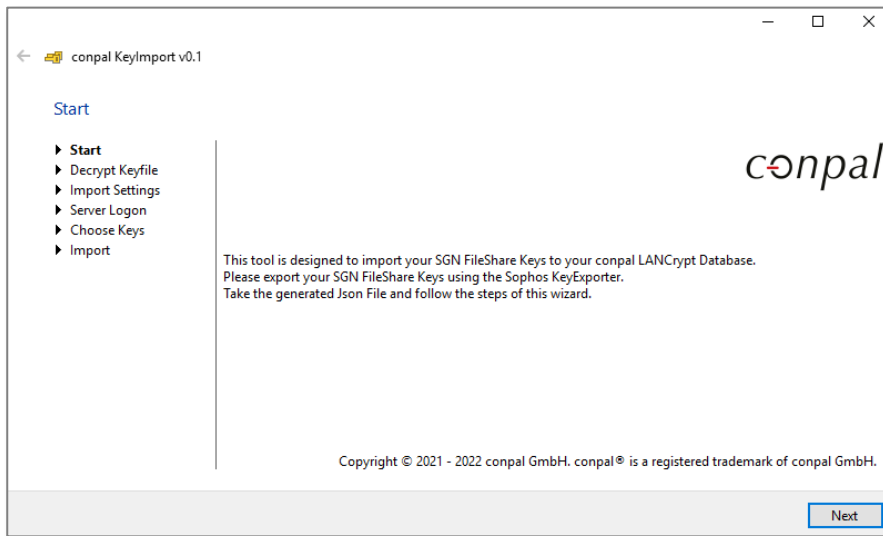 conpal KeyImport v0.1
Start
Start
Decrypt Keyfile
Import Settings
Server Logon
Choose Keys
Import
conpal
This tool is designed to import your SGN FileShare Keys to your conpal LANCrypt Database.
Please export your SGN FileShare Keys using the Sophos KeyExporter.
Take the generated Json File and follow the steps of this wizard.
Copyright © 2021 - 2022 conpal GmbH. conpal® is a registered trademark of conpal GmbH.
Next